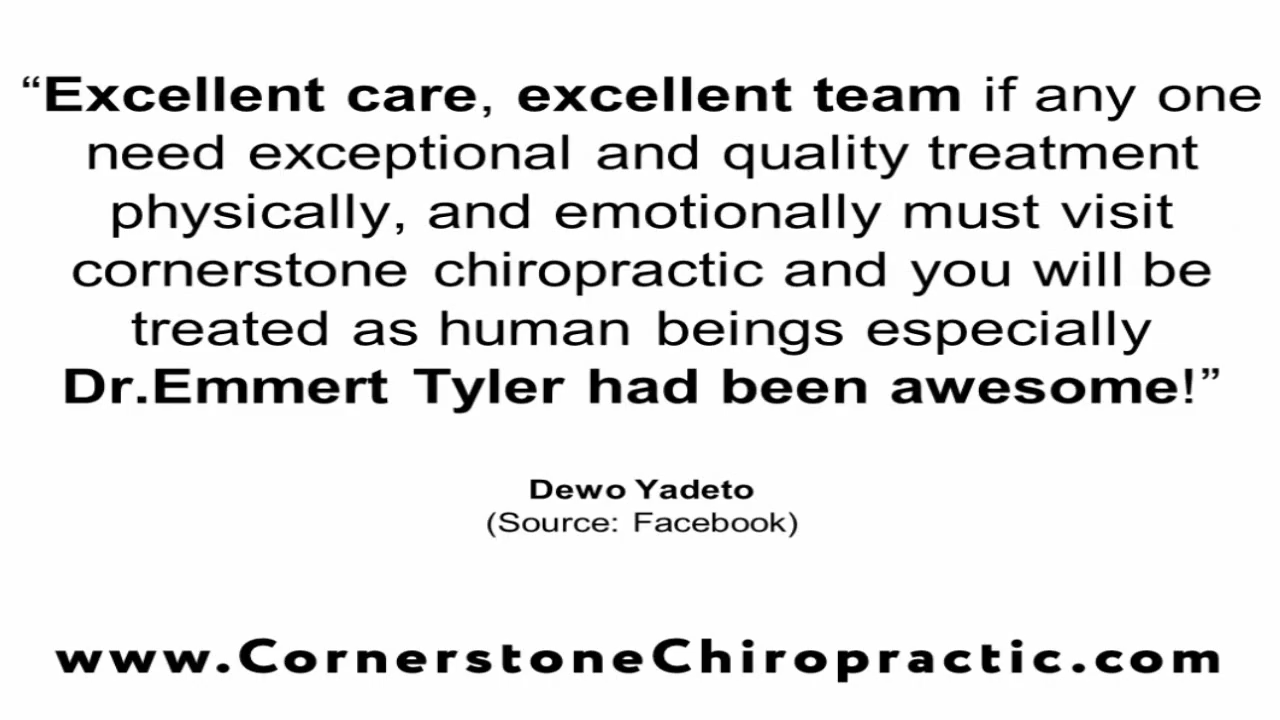 “Excellent care, excellent team if any one
need exceptional and quality treatment
physically, and emotionally must visit
cornerstone chiropractic and you will be
treated as human beings especially
Dr.Emmert Tyler had been awesome!”
Dewo Yadeto
(Source: Facebook)
www.CornerstoneChiropractic.com